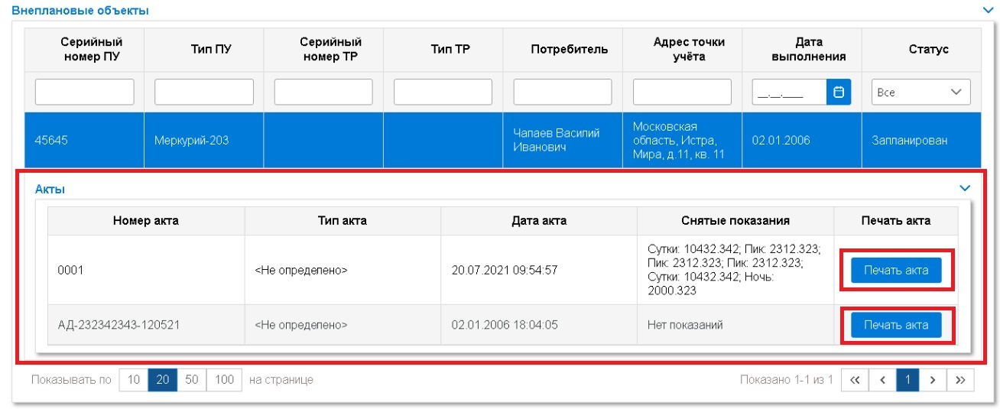 Внеплановые объекты
Серийный номер ПУ
Тип ПУ
Серийный номер ТР
Тип ТР
Потребитель
Адрес точки учёта
Дата выполнения
Статус
__.__.____
Все
45645
Меркурий-203
Чапаев Василий Иванович
Московская область, Истра, Мира, д.11, кв. 11
02.01.2006
Запланирован
Акты
Номер акта
Тип акта
Дата акта
Снятые показания
Печать акта
0001
<Не определено>
20.07.2021 09:54:57
Сутки: 10432.342; Пик: 2312.323;
Пик: 2312.323; Пик: 2312.323;
Сутки: 10432.342; Ночь:
2000.323
Печать акта
АД-232342343-120521
<Не определено>
02.01.2006 18:04:05
Нет показаний
Печать акта
Показывать по 10 20 50 100 на странице
Показано 1-1 из 1 « ‹ 1 › »